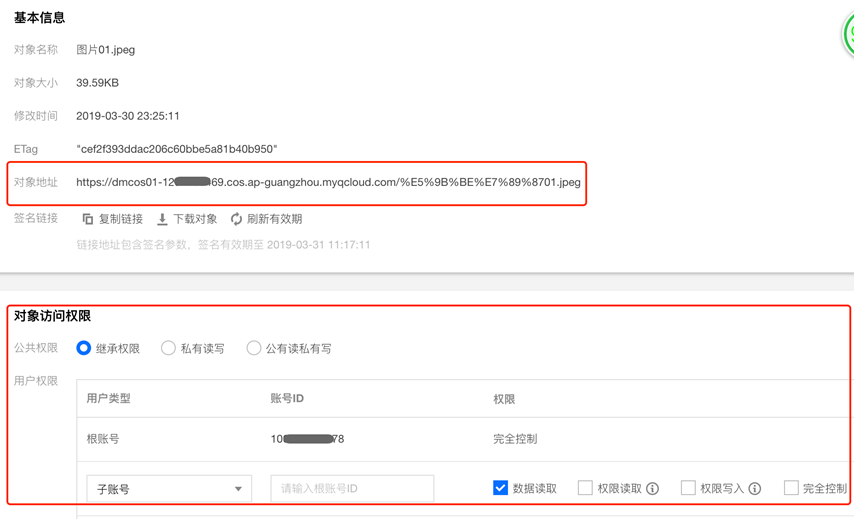 基本信息
对象名称 图片01.jpeg
对象大小 39.59KB
修改时间 2019-03-30 23:25:11
ETag "cef2f393ddac206c60bbe5a81b40b950"
对象地址 https://dmcos01-12 69.cos.ap-guangzhou.myqcloud.com/%E5%9B%BE%E7%89%8701.jpeg
签名链接 复制链接 下载对象 刷新有效期
链接地址包含签名参数，签名有效期至 2019-03-31 11:17:11
对象访问权限
公共权限 继承权限 私有读写 公有读私有写
用户权限
用户类型 账号ID 权限
根账号 10 78 完全控制
子账号 请输入根账号ID 数据读取 权限读取 权限写入 完全控制